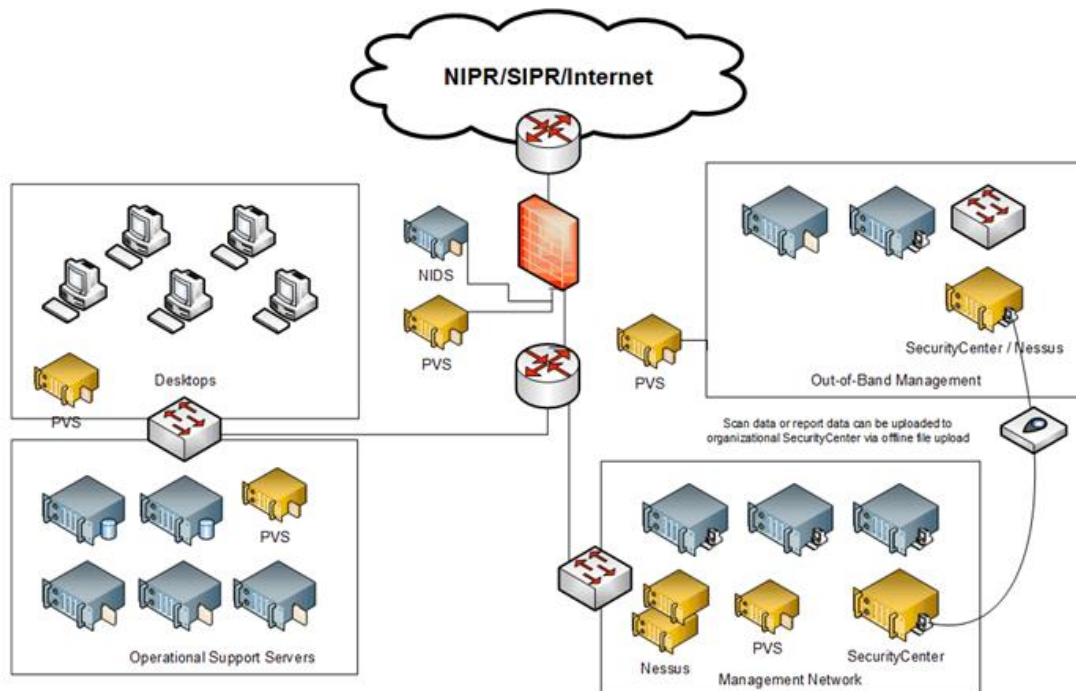 NIPR/SIPR/Internet
NIDS
PVS
Desktops
PVS
PVS
SecurityCenter / Nessus
Out-of-Band Management
Scan data or report data can be uploaded to
organizational SecurityCenter via offline file upload
PVS
Operational Support Servers
Nessus
PVS
SecurityCenter
Management Network